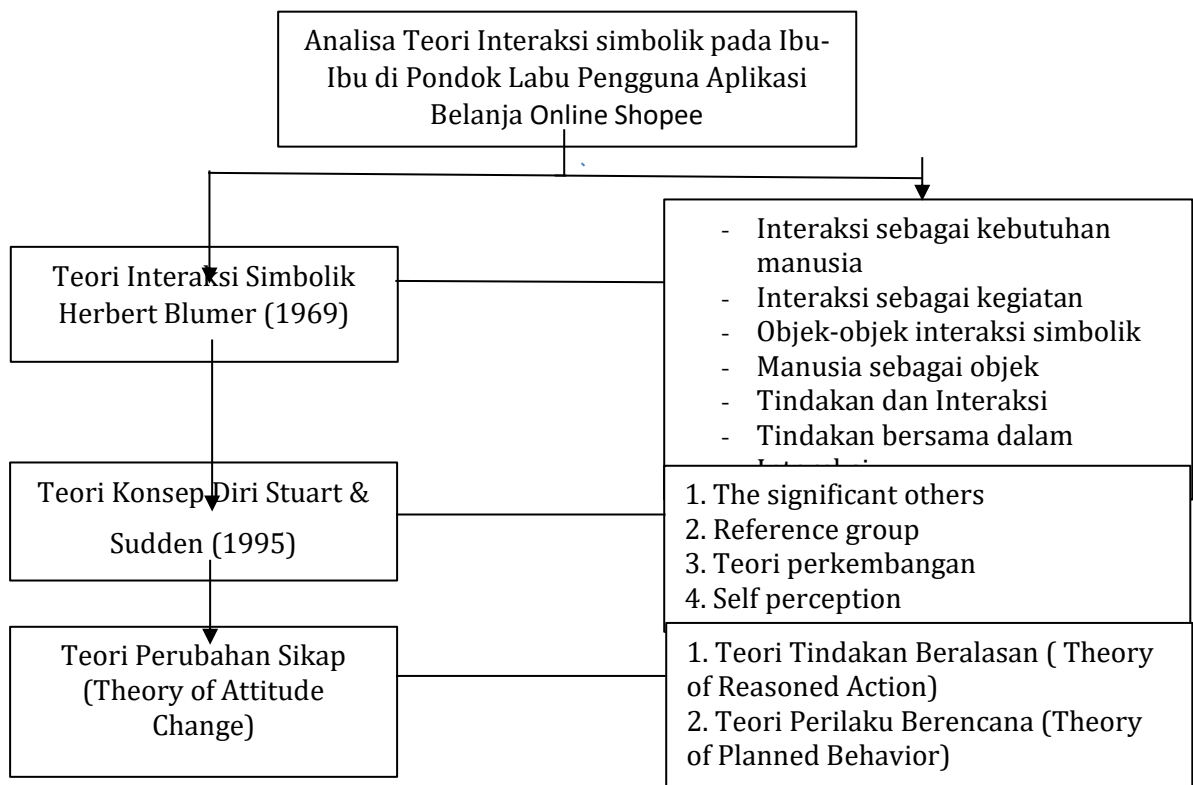 Analisa Teori Interaksi simbolik pada Ibu-
Ibu di Pondok Labu Pengguna Aplikasi
Belanja Online Shopee
Teori Interaksi Simbolik
Herbert Blumer (1969)
- Interaksi sebagai kebutuhan
manusia
- Interaksi sebagai kegiatan
- Objek-objek interaksi simbolik
- Manusia sebagai objek
- Tindakan dan Interaksi
- Tindakan bersama dalam
Teori Konsep Diri Stuart &
Sudden (1995)
1. The significant others
2. Reference group
3. Teori perkembangan
4. Self perception
Teori Perubahan Sikap
(Theory of Attitude
Change)
1. Teori Tindakan Beralasan ( Theory
of Reasoned Action)
2. Teori Perilaku Berencana (Theory
of Planned Behavior)